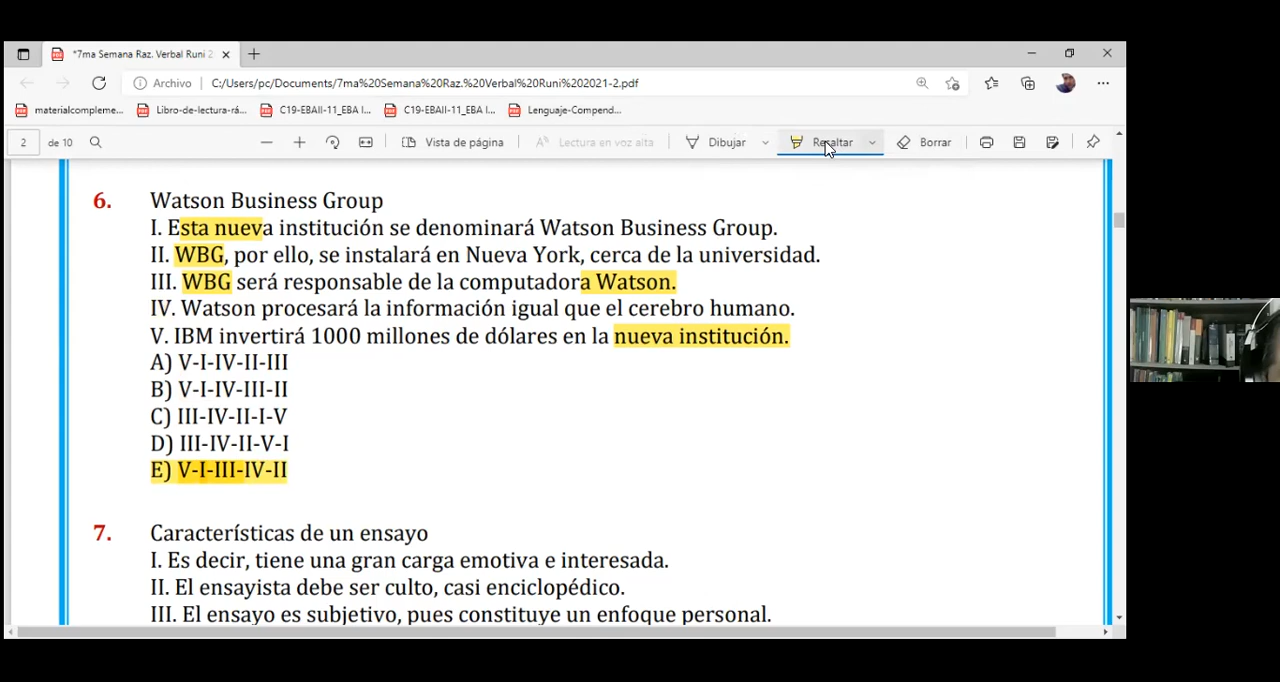 *7ma Semana Raz. Verbal Runi 2
Archivo C:/Users/pc/Documents/7ma%20Semana%20Raz.%20Verbal%20Runi%202021-2.pdf
materialcompleme... Libro-de-lectura-rá... C19-EBAII-11_EBA I... C19-EBAII-11_EBA I... Lenguaje-Compend...
2 de 10 Vista de página Lectura en voz alta Dibujar Resaltar Borrar
6. Watson Business Group
I. Esta nueva institución se denominará Watson Business Group.
II. WBG, por ello, se instalará en Nueva York, cerca de la universidad.
III. WBG será responsable de la computadora Watson.
IV. Watson procesará la información igual que el cerebro humano.
V. IBM invertirá 1000 millones de dólares en la nueva institución.
A) V-I-IV-II-III
B) V-I-IV-III-II
C) III-IV-II-I-V
D) III-IV-II-V-I
E) V-I-III-IV-II
7. Características de un ensayo
I. Es decir, tiene una gran carga emotiva e interesada.
II. El ensayista debe ser culto, casi enciclopédico.
III. El ensayo es subjetivo, pues constituye un enfoque personal.